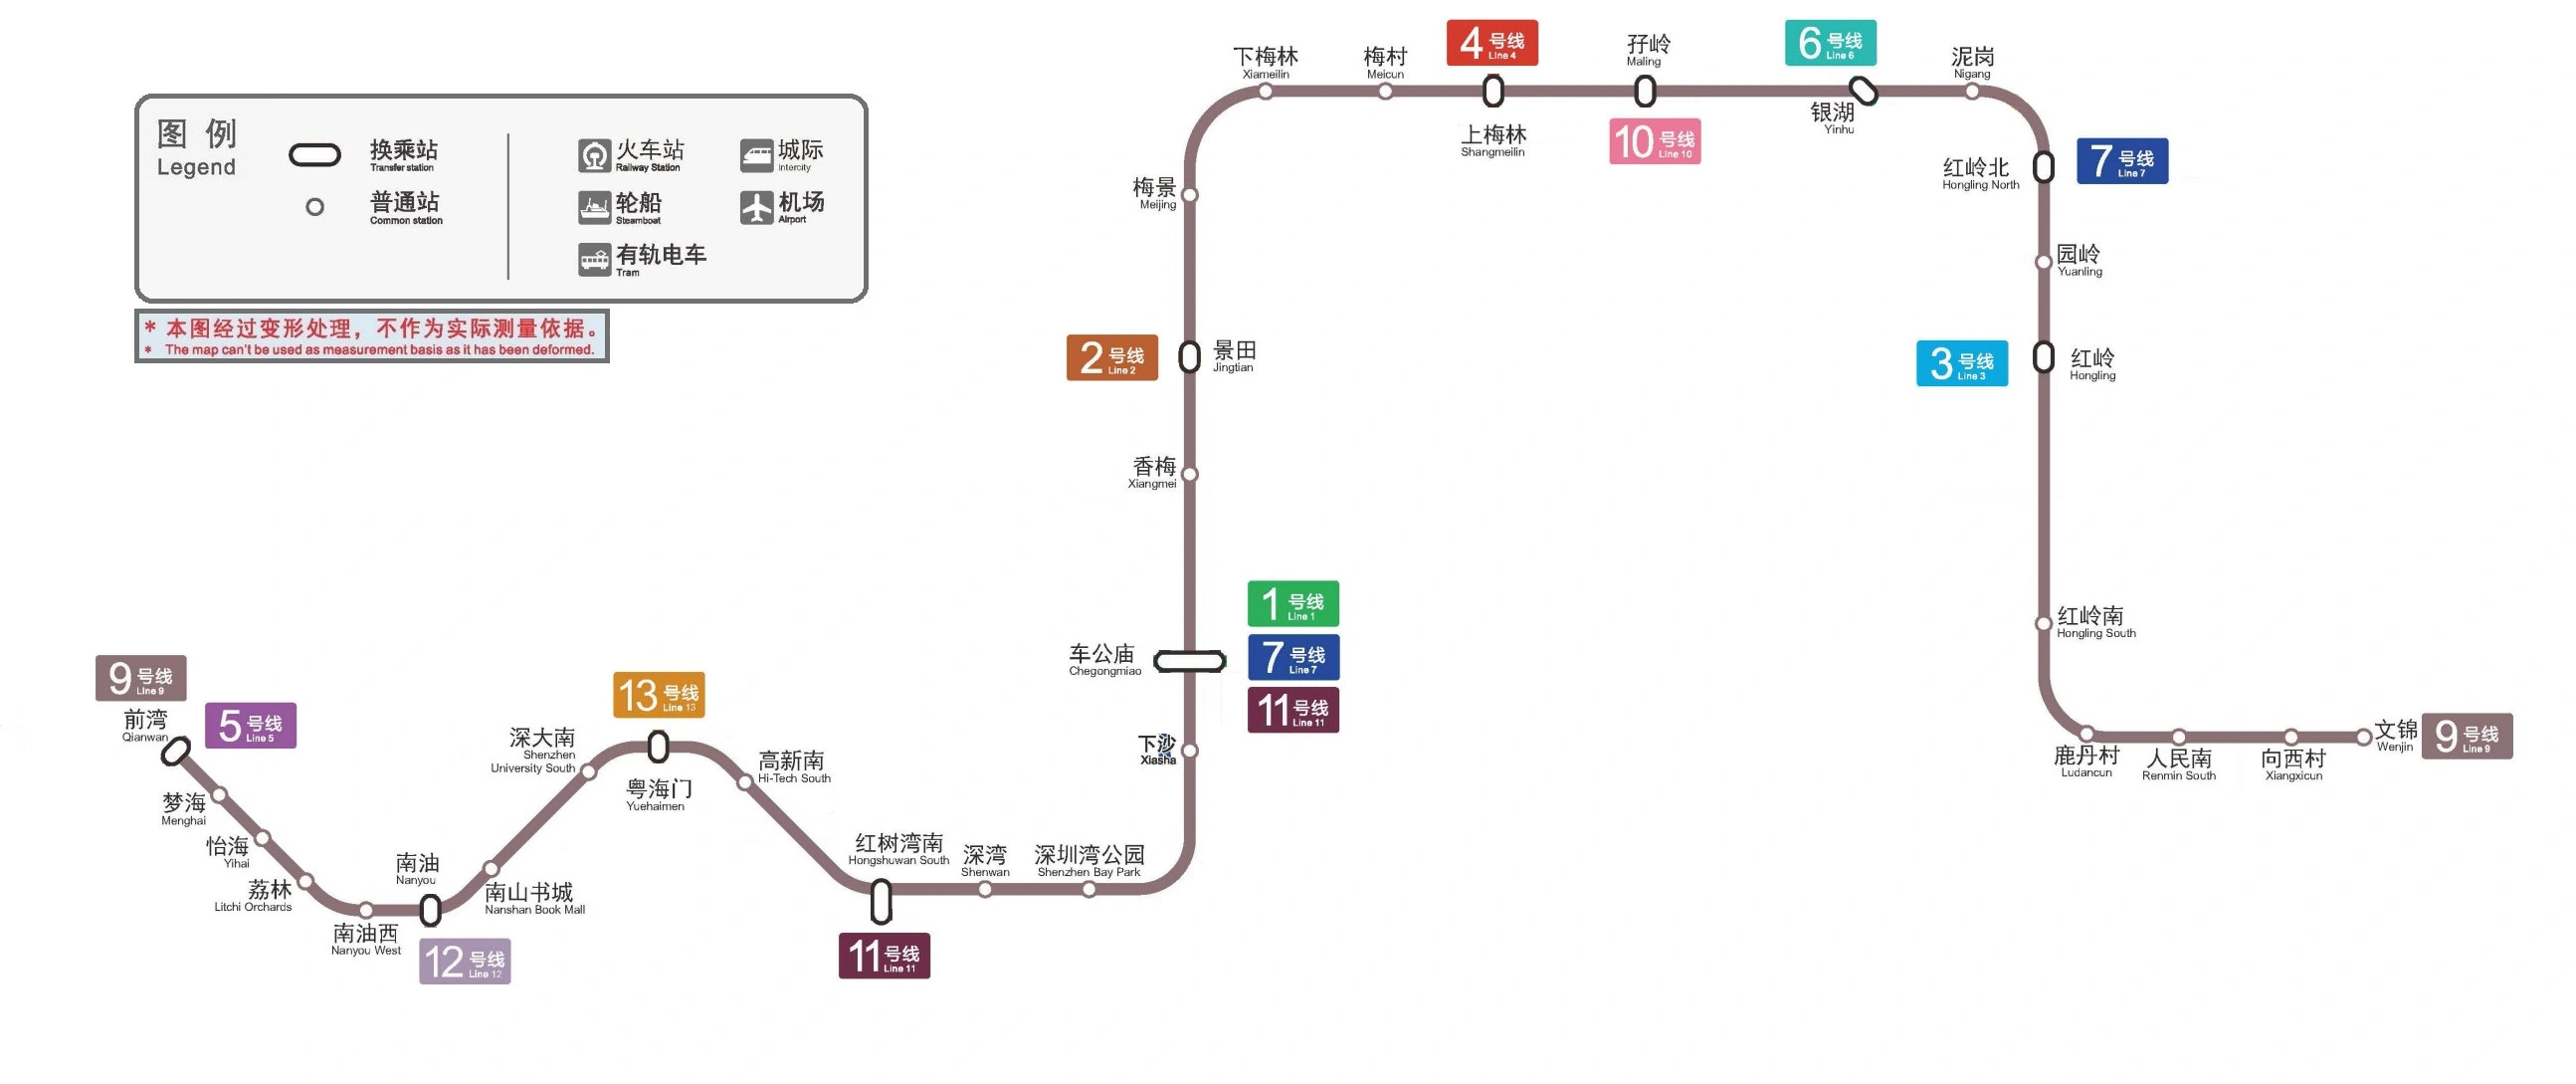 图 例
Legend
换乘站
Transfer station
普通站
Common station
火车站
Railway Station
城际
Intercity
轮船
Steamboat
机场
Airport
有轨电车
Tram
* 本图经过变形处理，不作为实际测量依据。
* The map can't be used as measurement basis as it has been deformed.
9 号线
Line 9
前湾
Qianwan
5 号线
Line 5
梦海
Menghai
怡海
Yihai
荔林
Litchi Orchards
南油西
Nanyou West
南油
Nanyou
12 号线
Line 12
南山书城
Nanshan Book Mall
深大南
Shenzhen
University South
13 号线
Line 13
粤海门
Yuehaimen
高新南
Hi-Tech South
红树湾南
Hongshuwan South
11 号线
Line 11
深湾
Shenwan
深圳湾公园
Shenzhen Bay Park
下沙
Xiasha
车公庙
Chegongmiao
1 号线
Line 1
7 号线
Line 7
11 号线
Line 11
香梅
Xiangmei
2 号线
Line 2
景田
Jingtian
梅景
Meijing
下梅林
Xiameilin
梅村
Meicun
4 号线
Line 4
上梅林
Shangmeilin
孖岭
Maling
10 号线
Line 10
6 号线
Line 6
银湖
Yinhu
泥岗
Nigang
红岭北
Hongling North
7 号线
Line 7
园岭
Yuanling
3 号线
Line 3
红岭
Hongling
红岭南
Hongling South
鹿丹村
Ludancun
人民南
Renmin South
向西村
Xiangxicun
文锦
Wenjin
9 号线
Line 9